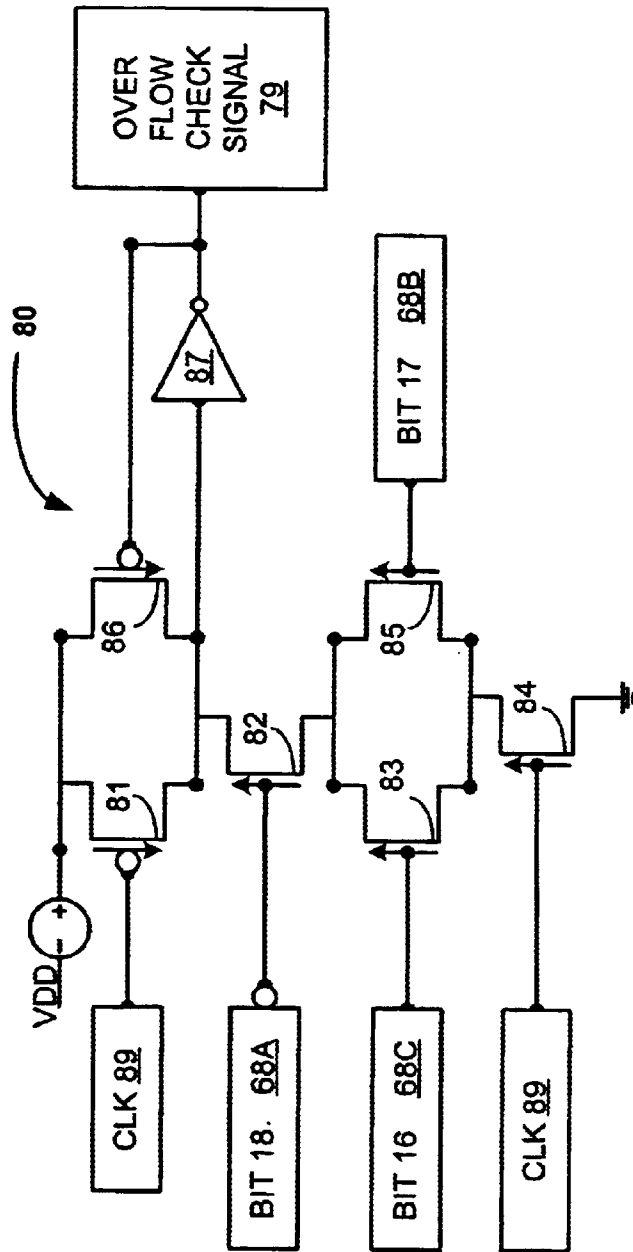 80
VDD
+
−
81
86
CLK 89
87
OVER
FLOW
CHECK
SIGNAL
79
82
BIT 18. 68A
83
85
BIT 16 68C
BIT 17 68B
84
CLK 89